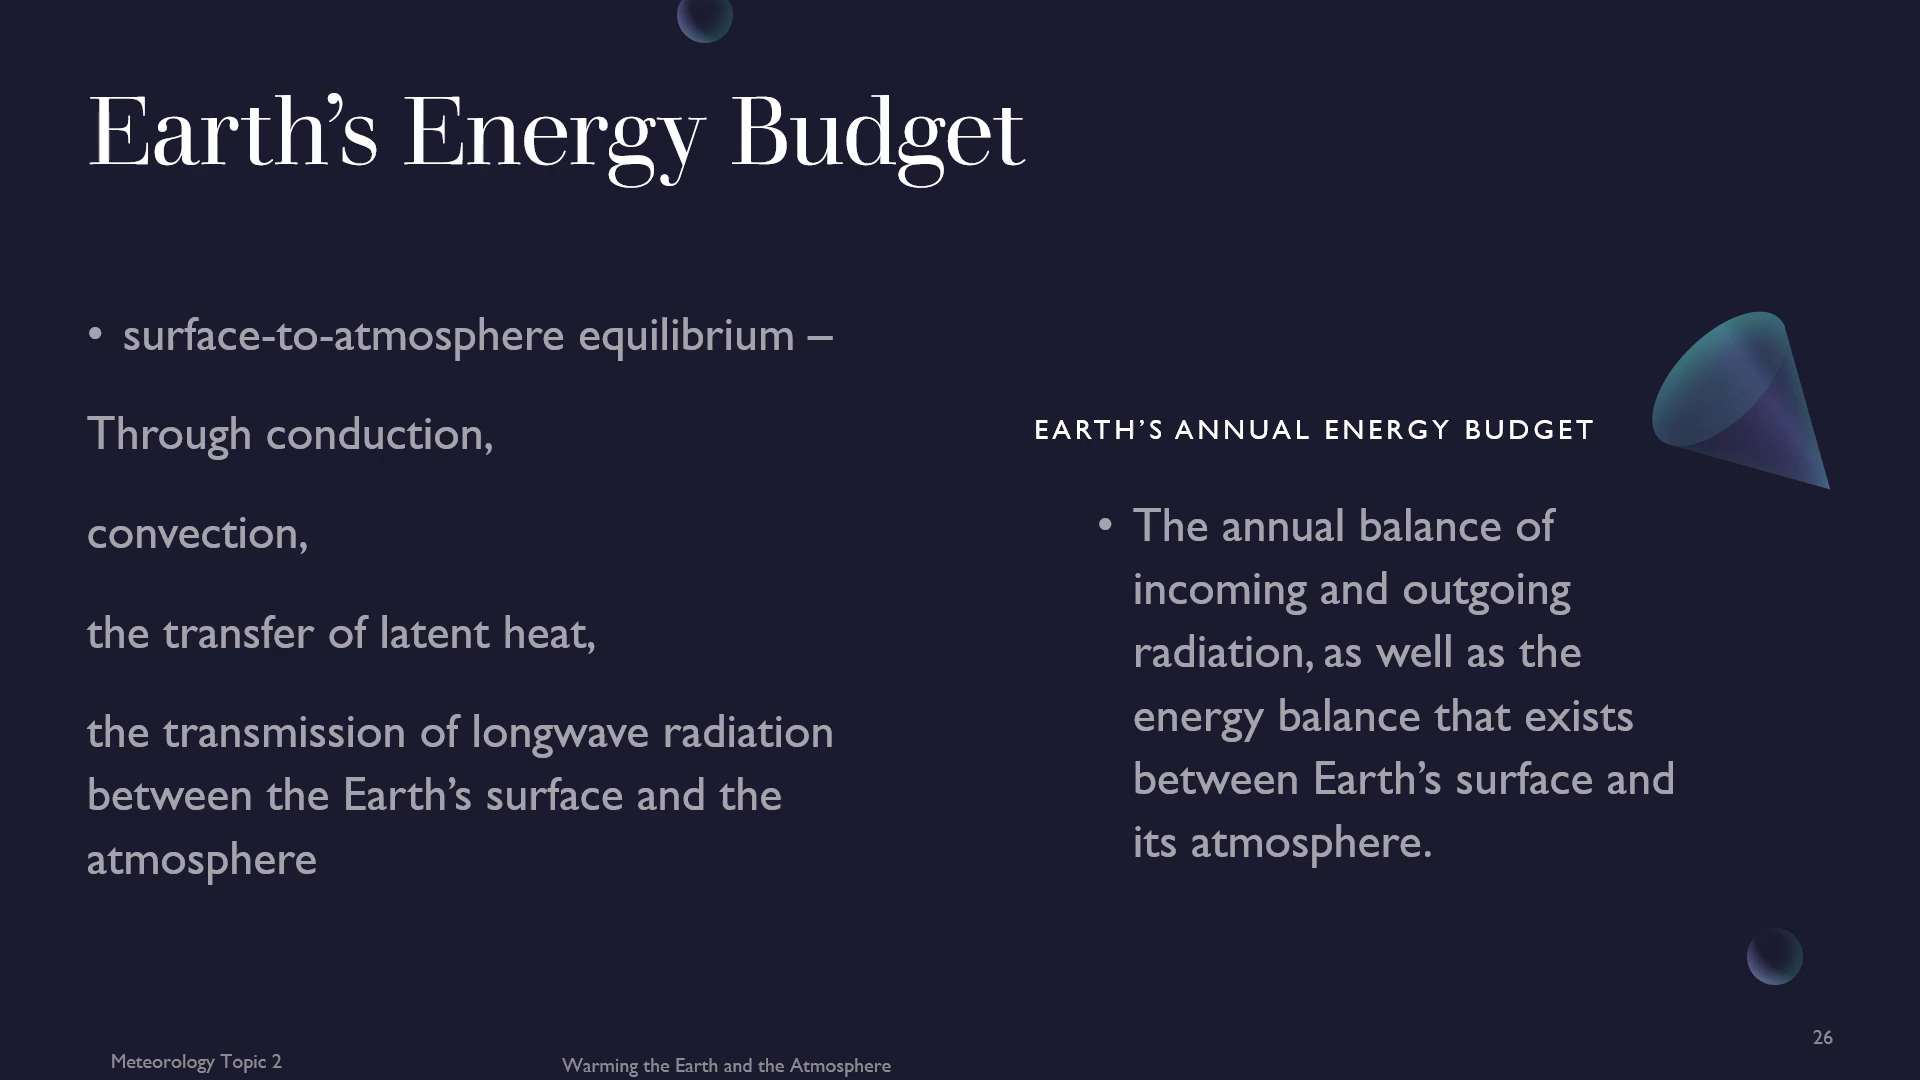 Earth’s Energy Budget
• surface-to-atmosphere equilibrium –
Through conduction,
convection,
the transfer of latent heat,
the transmission of longwave radiation
between the Earth’s surface and the
atmosphere
EARTH’S ANNUAL ENERGY BUDGET
• The annual balance of
incoming and outgoing
radiation, as well as the
energy balance that exists
between Earth’s surface and
its atmosphere.
Meteorology Topic 2
Warming the Earth and the Atmosphere
26